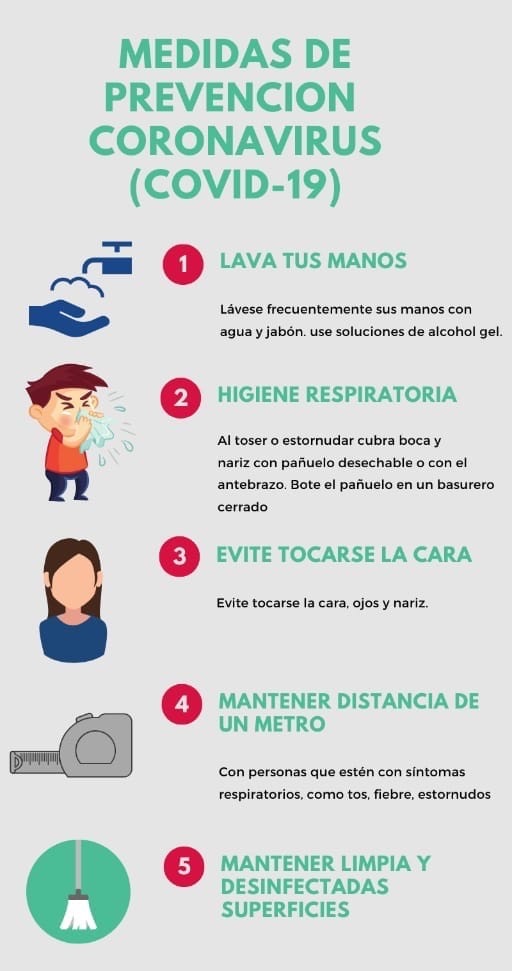 MEDIDAS DE
PREVENCION
CORONAVIRUS
(COVID-19)
1 LAVA TUS MANOS
Lávese frecuentemente sus manos con
agua y jabón. use soluciones de alcohol gel.
2 HIGIENE RESPIRATORIA
Al toser o estornudar cubra boca y
nariz con pañuelo desechable o con el
antebrazo. Bote el pañuelo en un basurero
cerrado
3 EVITE TOCARSE LA CARA
Evite tocarse la cara, ojos y nariz.
4 MANTENER DISTANCIA DE
UN METRO
Con personas que estén con síntomas
respiratorios, como tos, fiebre, estornudos
5 MANTENER LIMPIA Y
DESINFECTADAS
SUPERFICIES